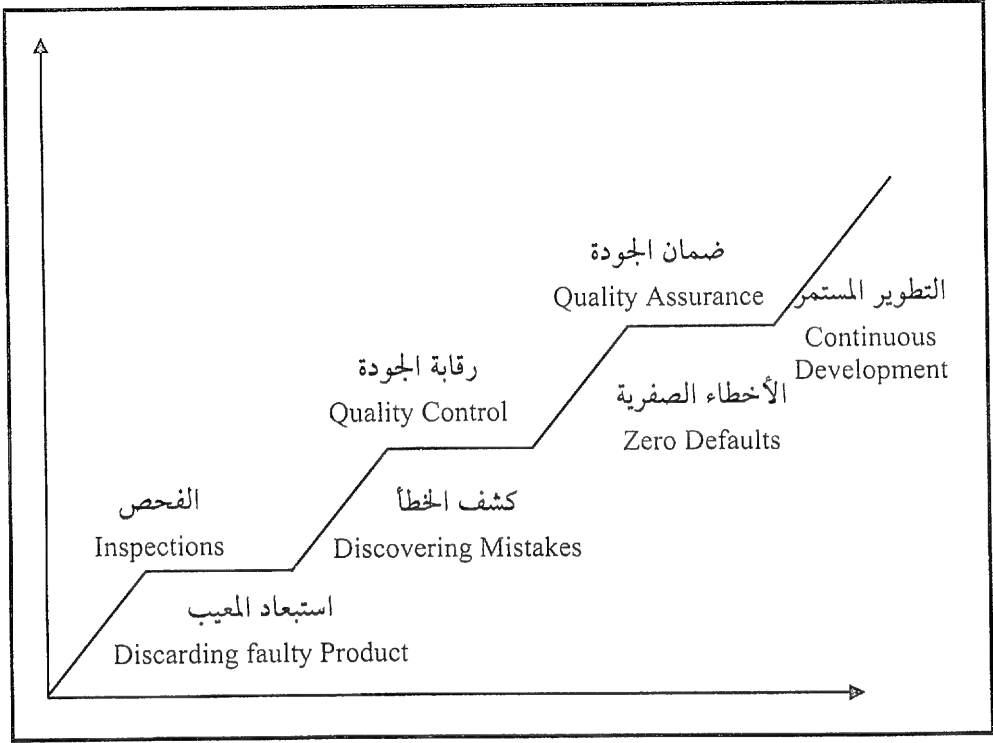 ضمان الجودة
Quality Assurance
التطوير المستمر
Continuous
Development
رقابة الجودة
Quality Control
الأخطاء الصفرية
Zero Defaults
الفحص
Inspections
كشف الخطأ
Discovering Mistakes
استبعاد المعيب
Discarding faulty Product